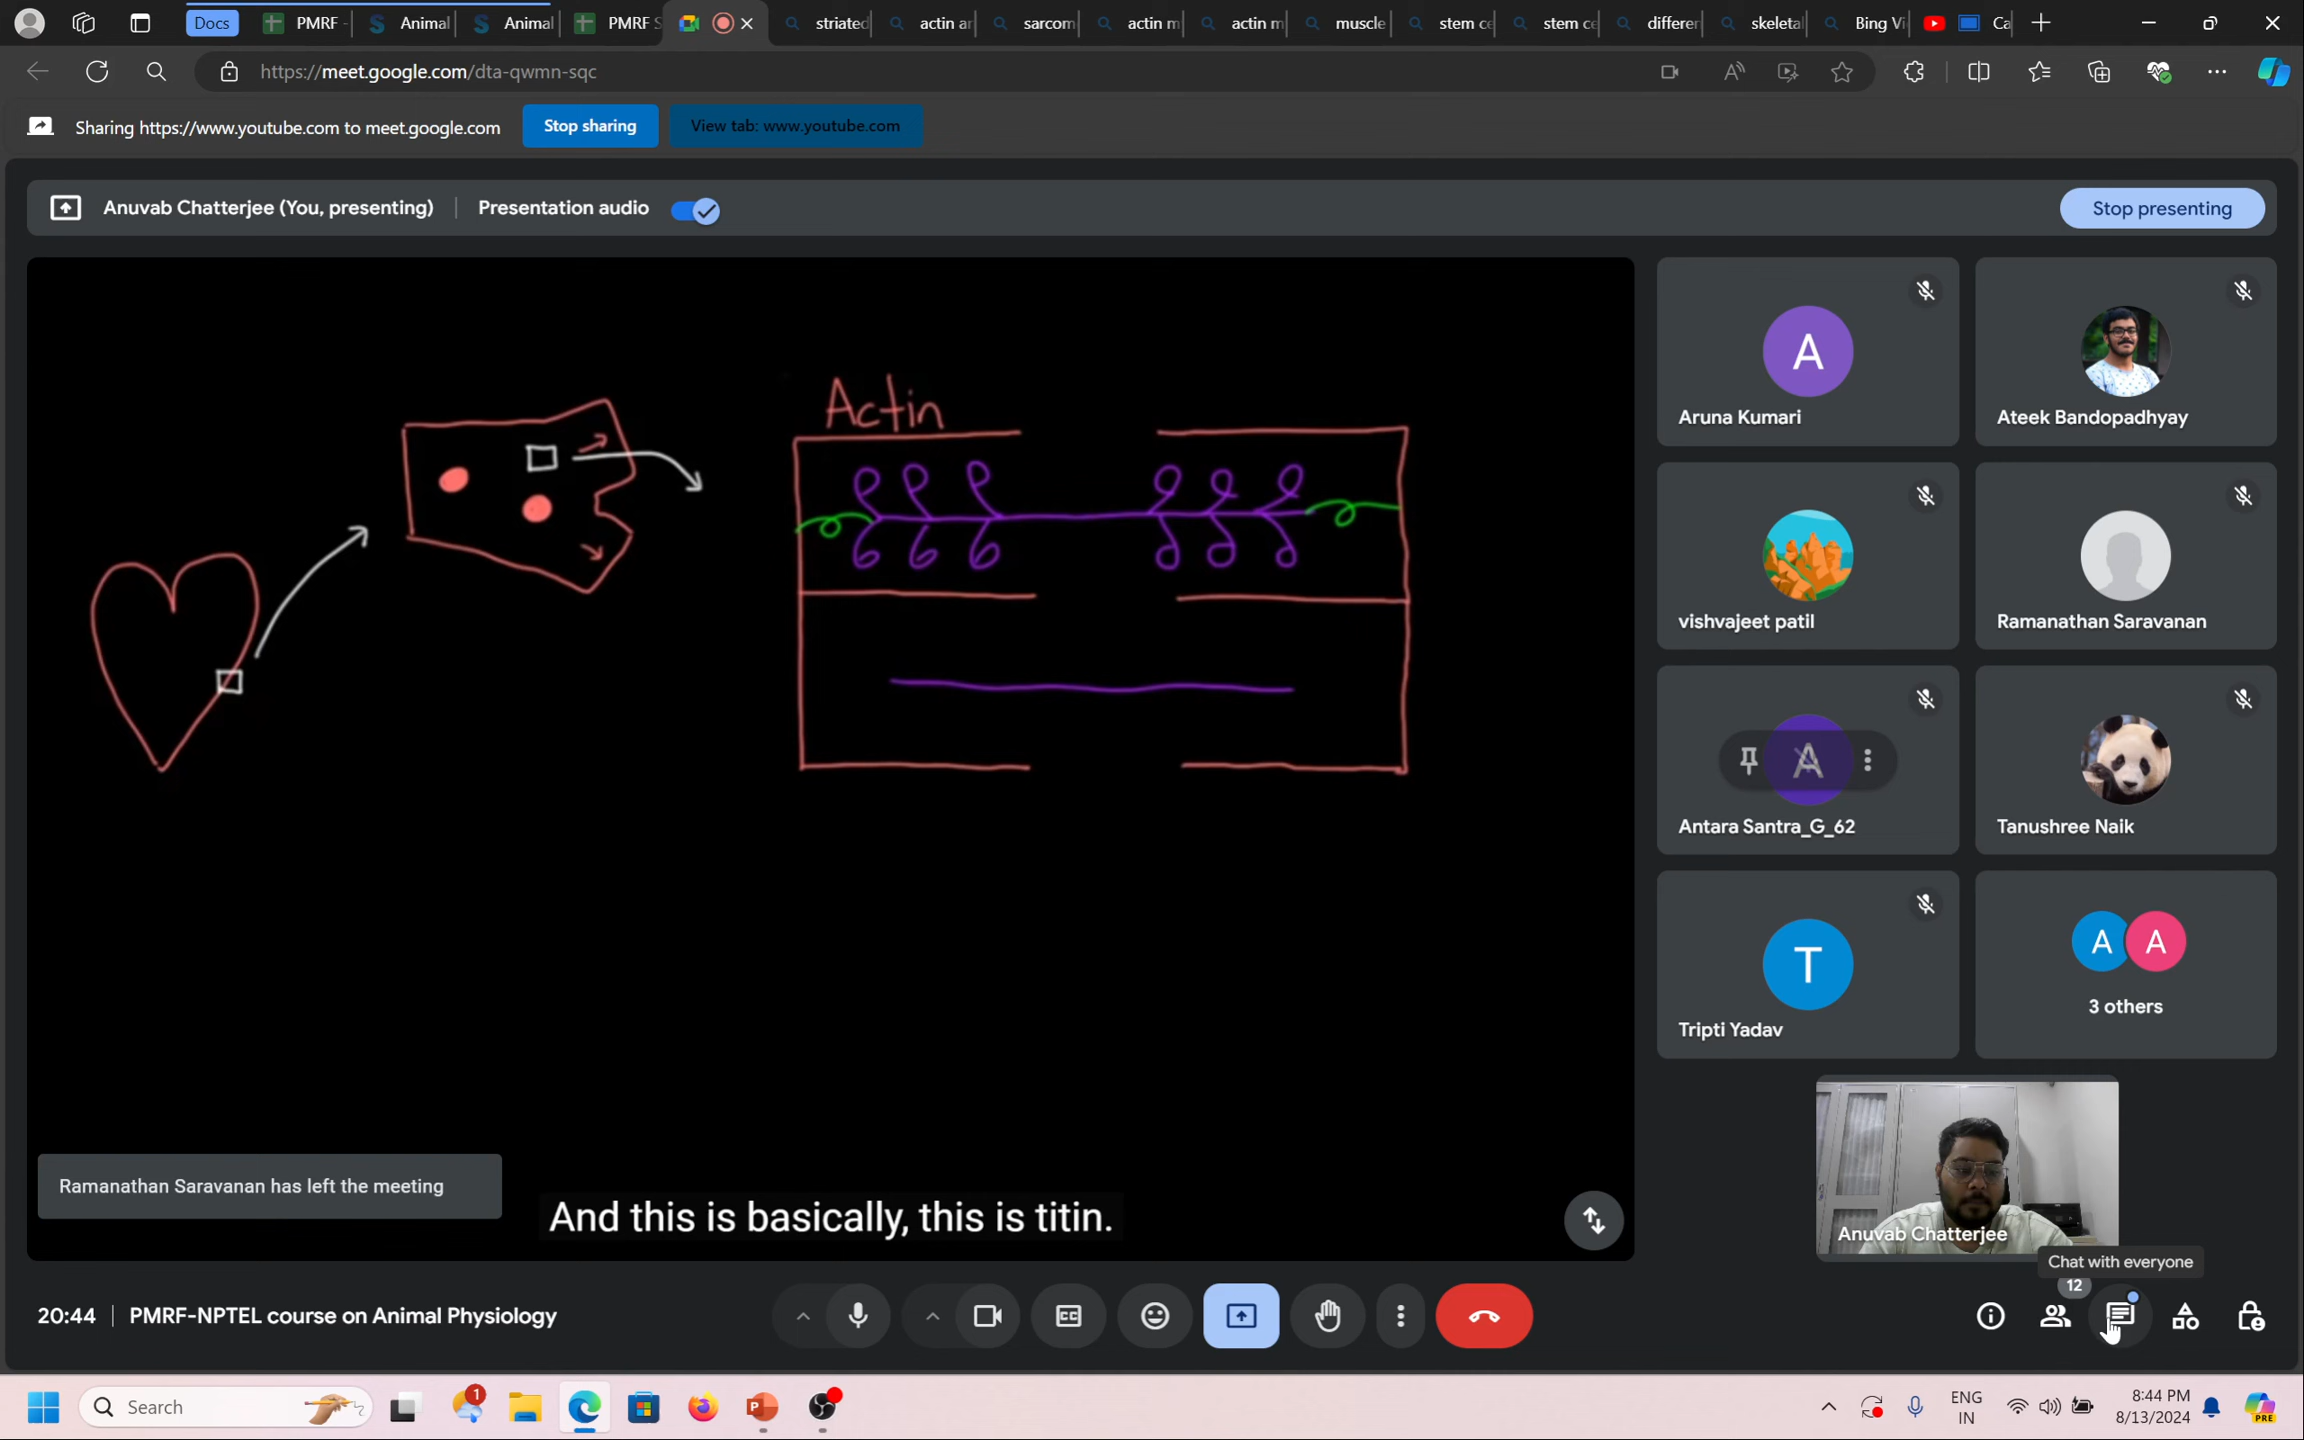 Docs PMRF - Animal Animal PMRF S striated actin ar sarcom actin m actin m muscle stem ce stem ce differer skeletal Bing Vi Ca
https://meet.google.com/dta-qwmn-sqc
Sharing https://www.youtube.com to meet.google.com Stop sharing View tab: www.youtube.com
Anuvab Chatterjee (You, presenting) Presentation audio Stop presenting
Actin
A
Aruna Kumari
Ateek Bandopadhyay
vishvajeet patil
Ramanathan Saravanan
A
Antara Santra_G_62
Tanushree Naik
T
Tripti Yadav
A A
3 others
Ramanathan Saravanan has left the meeting
And this is basically, this is titin.
Anuvab Chatterjee
Chat with everyone
12
20:44 PMRF-NPTEL course on Animal Physiology
CC
Search
1
P
ENG
IN
8:44 PM
8/13/2024
PRE